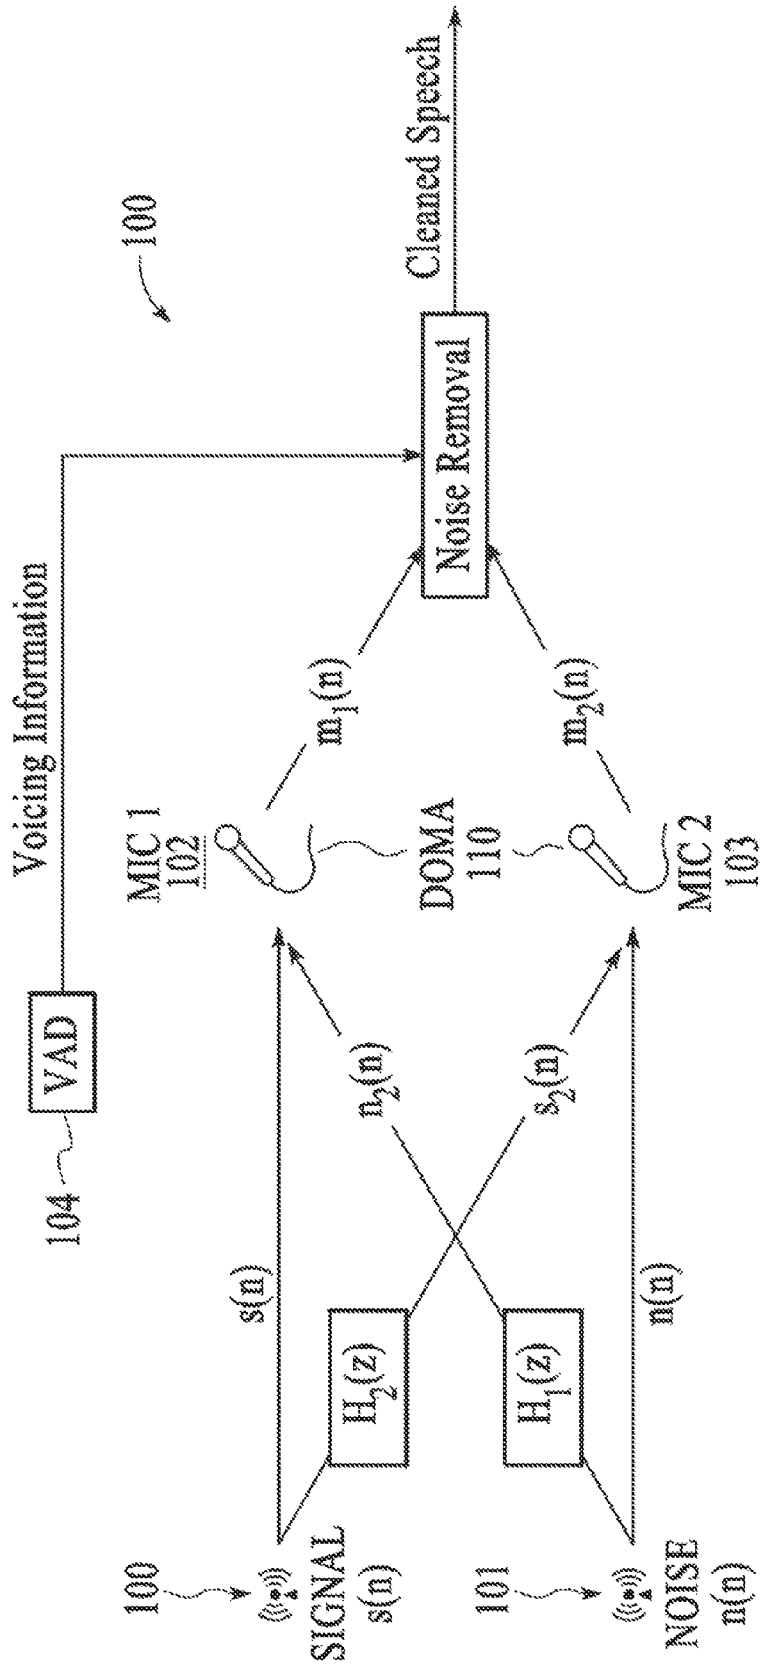 100
Voicing Information
VAD
104
MIC 1
102
s(n)
100
SIGNAL
s(n)
H₂(z)
n₂(n)
m₁(n)
Noise Removal
Cleaned Speech
DOMA
110
H₁(z)
s₂(n)
m₂(n)
101
NOISE
n(n)
n(n)
MIC 2
103